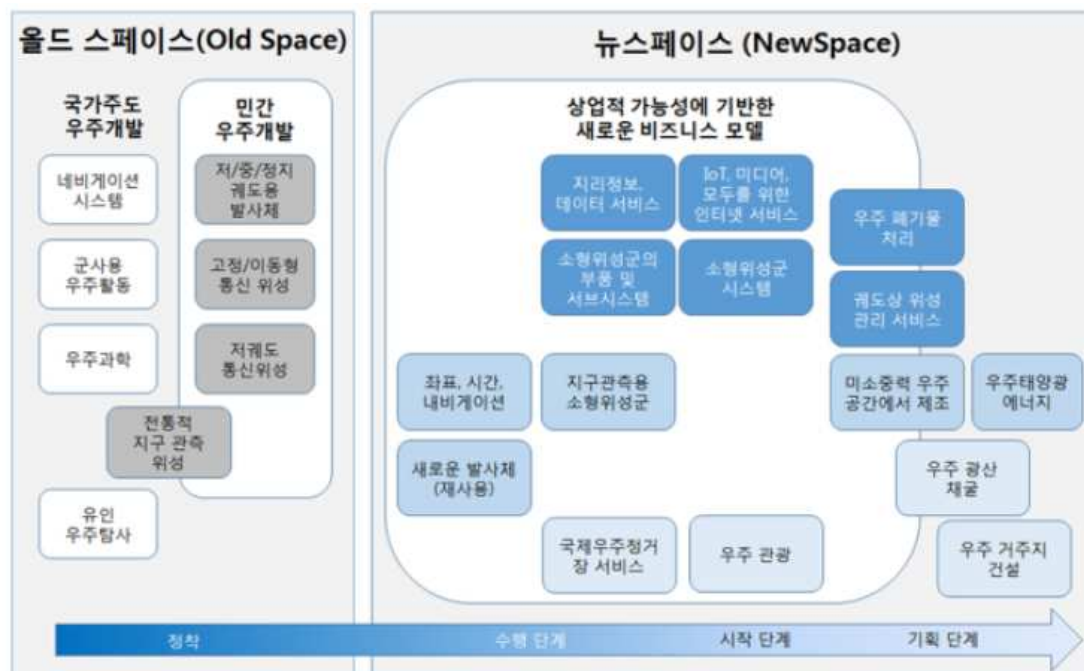 올드 스페이스(Old Space)
국가주도
우주개발
네비게이션
시스템
군사용
우주활동
우주과학
유인
우주탐사
민간
우주개발
저/중/정지
궤도용
발사체
고정/이동형
통신 위성
저궤도
통신위성
전통적
지구 관측
위성
뉴스페이스 (NewSpace)
상업적 가능성에 기반한
새로운 비즈니스 모델
지리정보,
데이터 서비스
IoT, 미디어,
모두를 위한
인터넷 서비스
우주 폐기물
처리
소형위성군의
부품 및
서브시스템
소형위성군
시스템
궤도상 위성
관리 서비스
좌표, 시간,
내비게이션
지구관측용
소형위성군
미소중력 우주
공간에서 제조
우주태양광
에너지
새로운 발사체
(재사용)
우주 광산
채굴
국제우주정거
장 서비스
우주 관광
우주 거주지
건설
정착
수행 단계
시작 단계
기획 단계